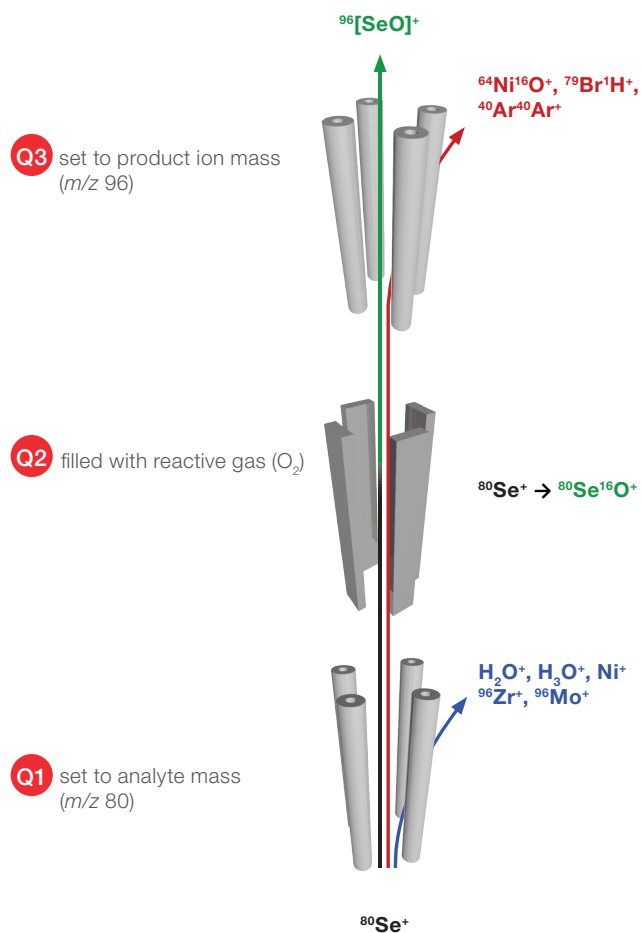 ⁹⁶[SeO]⁺
⁶⁴Ni¹⁶O⁺, ⁷⁹Br¹H⁺,
⁴⁰Ar⁴⁰Ar⁺
Q3 set to product ion mass
(m/z 96)
Q2 filled with reactive gas (O₂)
⁸⁰Se⁺ → ⁸⁰Se¹⁶O⁺
H₂O⁺, H₃O⁺, Ni⁺
⁹⁶Zr⁺, ⁹⁶Mo⁺
Q1 set to analyte mass
(m/z 80)
⁸⁰Se⁺